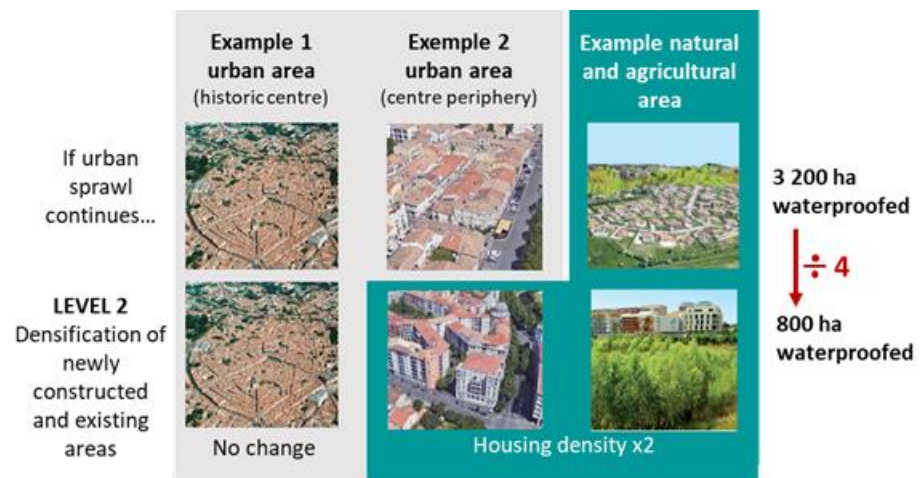 Example 1
urban area
(historic centre)
Exemple 2
urban area
(centre periphery)
Example natural
and agricultural
area
If urban
sprawl
continues…
3 200 ha
waterproofed
÷ 4
800 ha
waterproofed
LEVEL 2
Densification of
newly
constructed
and existing
areas
No change
Housing density x2